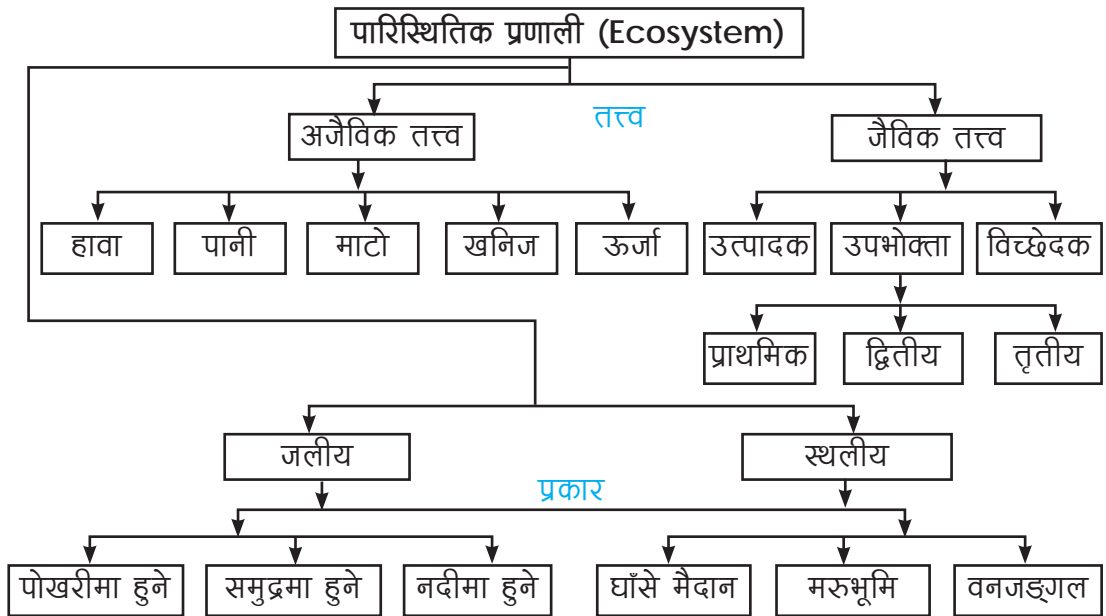 पारिस्थितिक प्रणाली (Ecosystem)
तत्त्व
अजैविक तत्त्व
जैविक तत्त्व
हावा
पानी
माटो
खनिज
ऊर्जा
उत्पादक
उपभोक्ता
विच्छेदक
प्राथमिक
द्वितीय
तृतीय
जलीय
स्थलीय
प्रकार
पोखरीमा हुने
समुद्रमा हुने
नदीमा हुने
घाँसे मैदान
मरुभूमि
वनजङ्गल